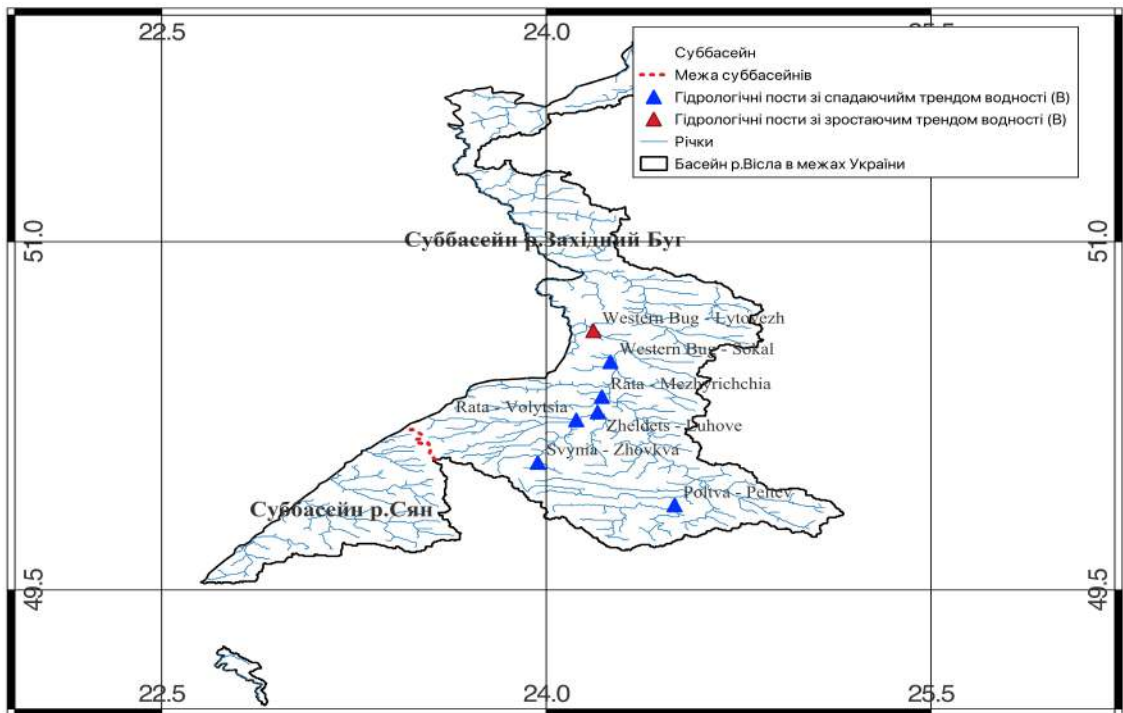 22.5
24.0
25.5
Суббасейн
Межа суббасейнів
Гідрологічні пости зі спадаючийм трендом водності (В)
Гідрологічні пости зі зростаючим трендом водності (В)
Річки
Басейн р.Вісла в межах України
51.0
51.0
Суббасейн р.Західний Буг
Western Bug - Lytovezh
Western Bug - Sokal
Rata - Mezhyrichchia
Rata - Volytsia
Zheldets - Luhove
Svynia - Zhovkva
Poltva - Peltev
Суббасейн р.Сян
49.5
49.5
22.5
24.0
25.5